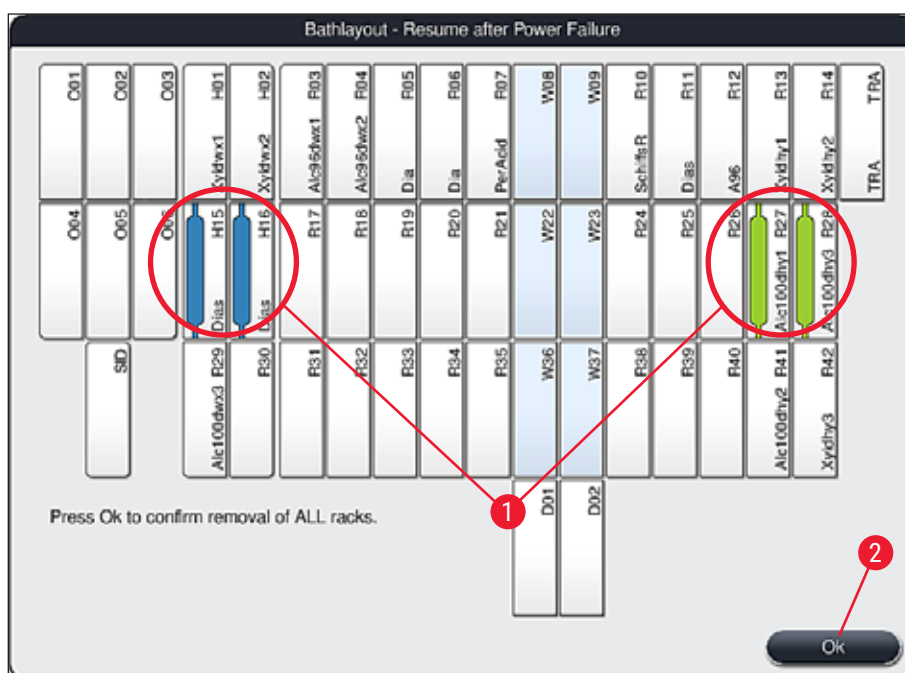 Bathlayout - Resume after Power Failure
O01
O02
O03
Xyldwx1 H01
Xyldwx2 H02
Alc96dwx1 R03
Alc96dwx2 R04
Dia R05
Dia R06
PerAcid R07
W08
W09
SchiffsR R10
Dias R11
A96 R12
Xyldhy1 R13
Xyldhy2 R14
TRA TRA
O04
O05
O06
Dias H15
Dias H16
R17
R18
R19
R20
R21
W22
W23
R24
R25
R26
Alc100dhy1 R27
Alc100dhy3 R28
SID
Alc100dwx3 R29
R30
R31
R32
R33
R34
R35
W36
W37
R38
R39
R40
Alc100dhy2 R41
Xyldhy3 R42
D01
D02
Press Ok to confirm removal of ALL racks.
1
2
Ok